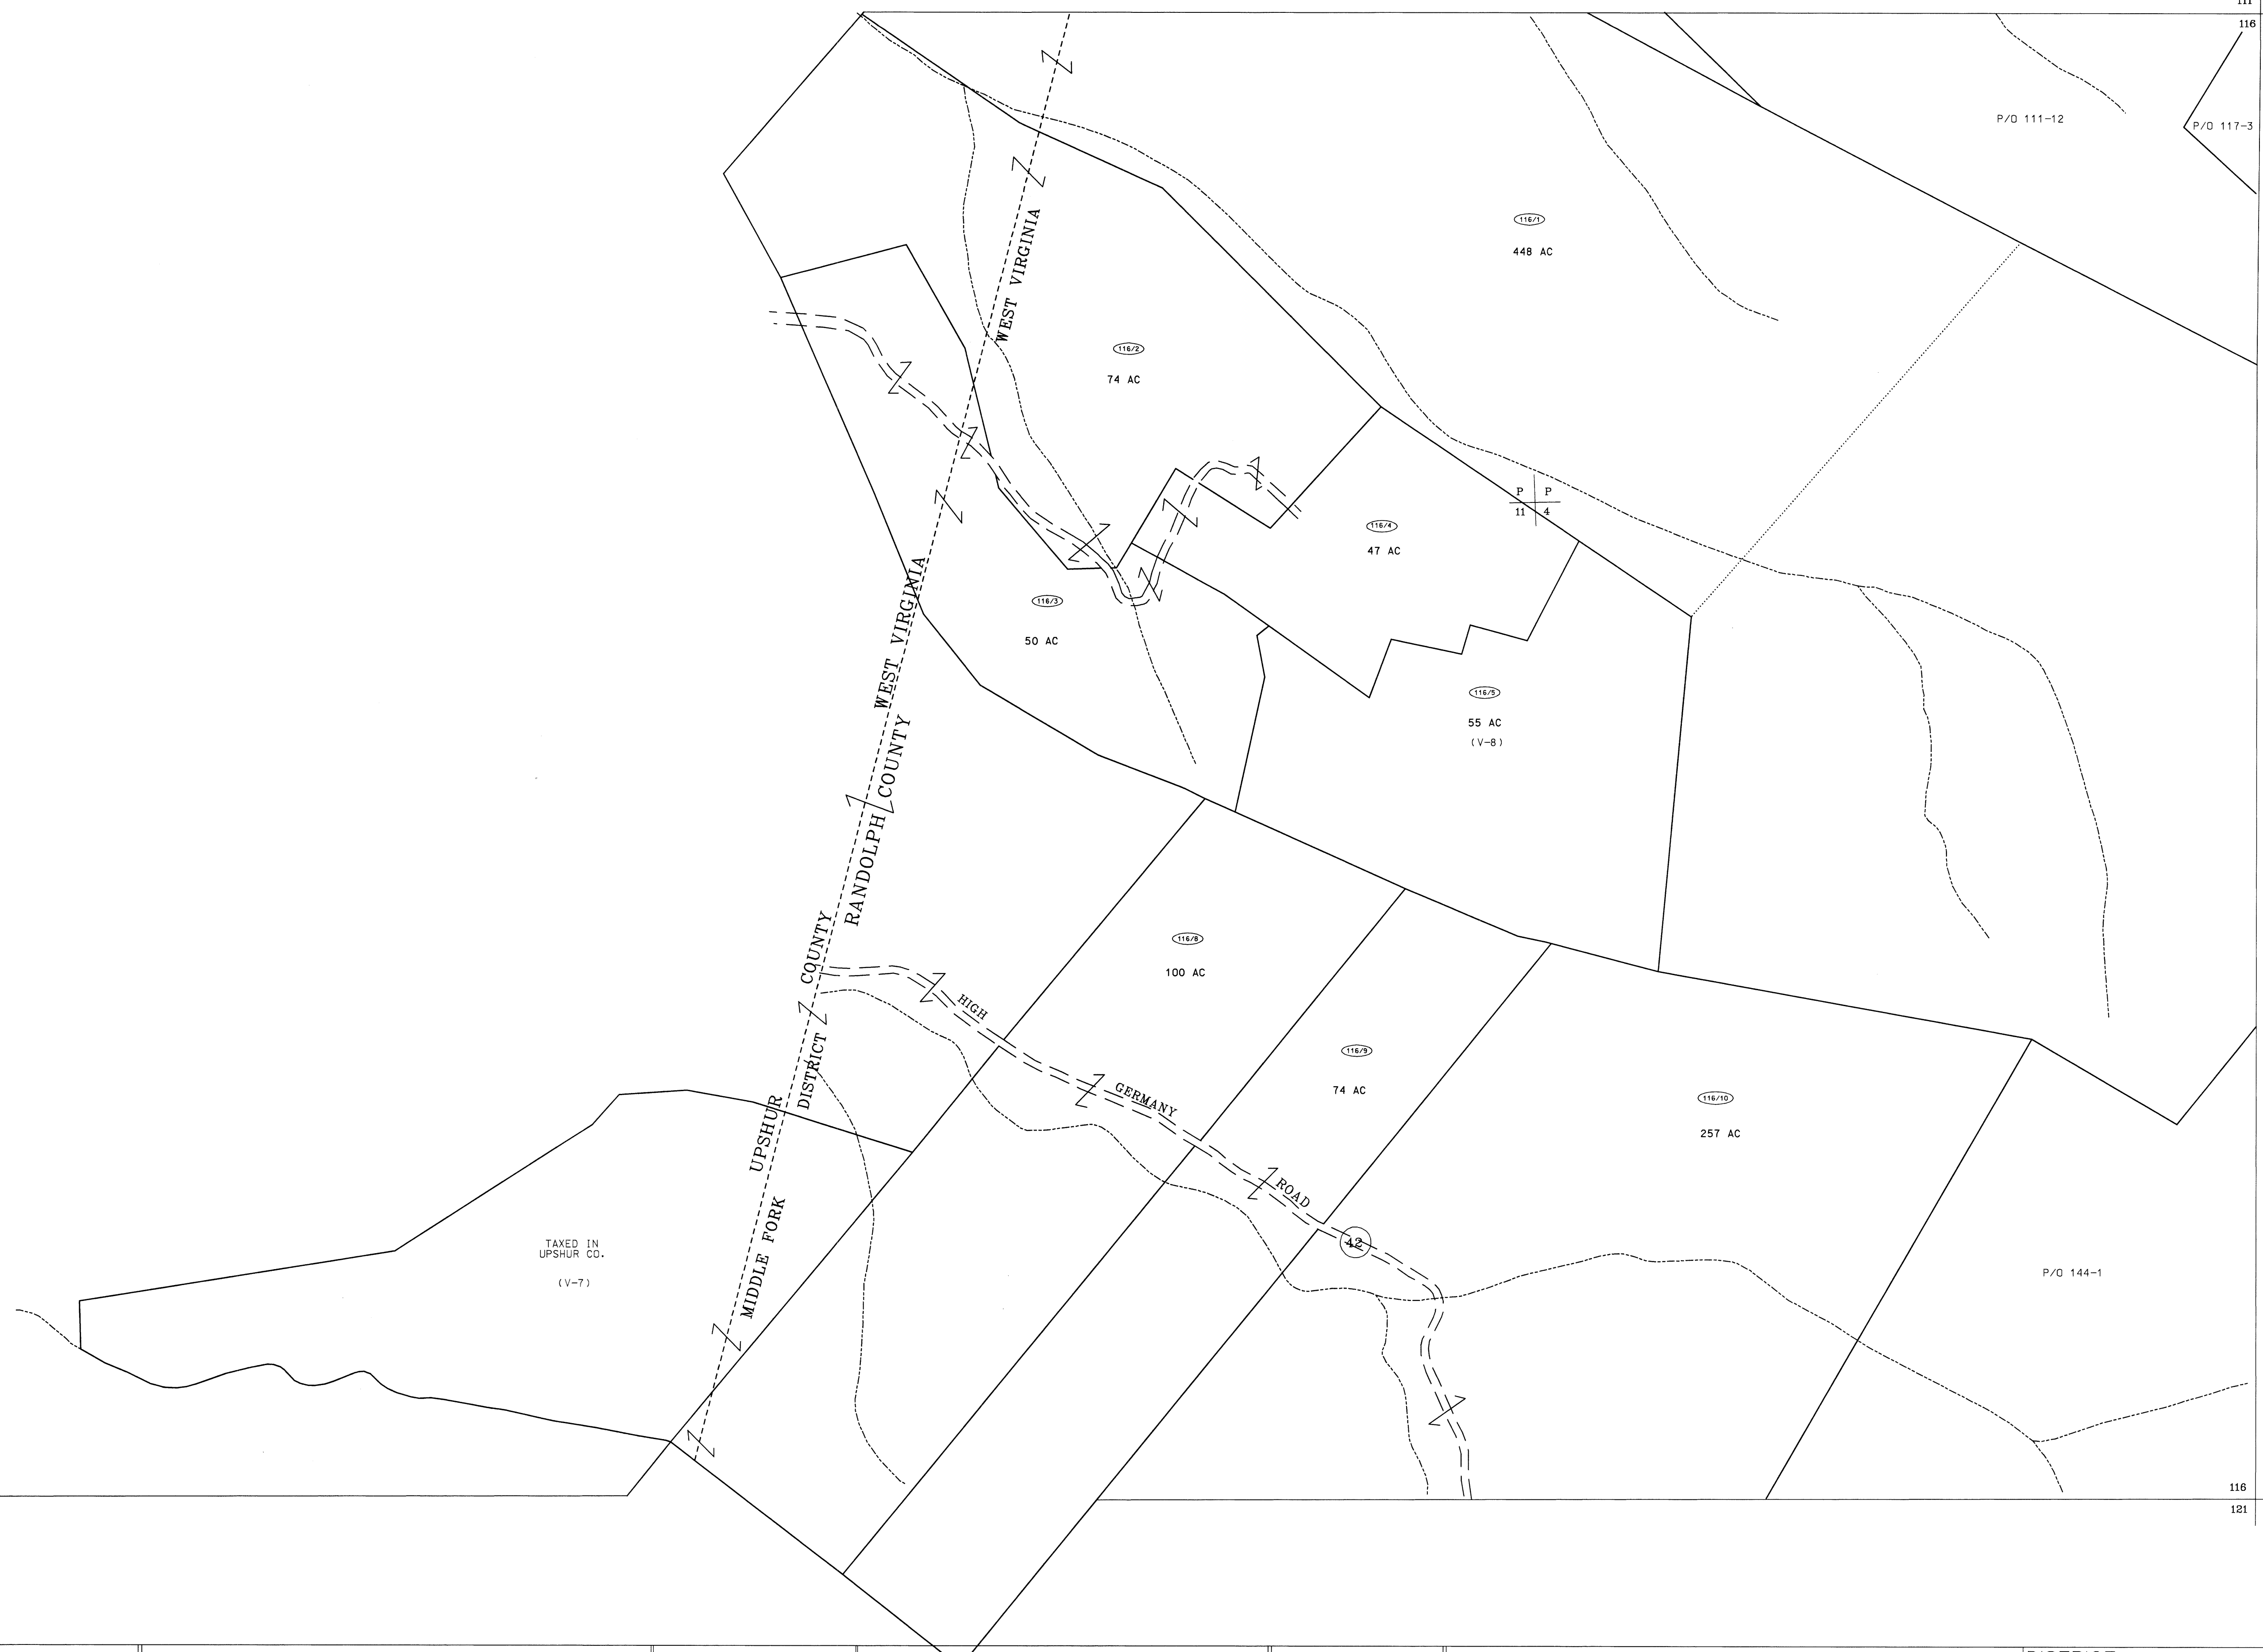 111
116
P/O 111-12
P/O 117-3
116/1
448 AC
WEST VIRGINIA
116/2
74 AC
P P
11 4
116/4
47 AC
WEST VIRGINIA
116/3
50 AC
116/5
55 AC
(V-8)
RANDOLPH COUNTY
UPSHUR COUNTY
116/8
100 AC
HIGH GERMANY ROAD
MIDDLE FORK DISTRICT
116/9
74 AC
116/10
257 AC
42
TAXED IN
UPSHUR CO.
(V-7)
P/O 144-1
116
121